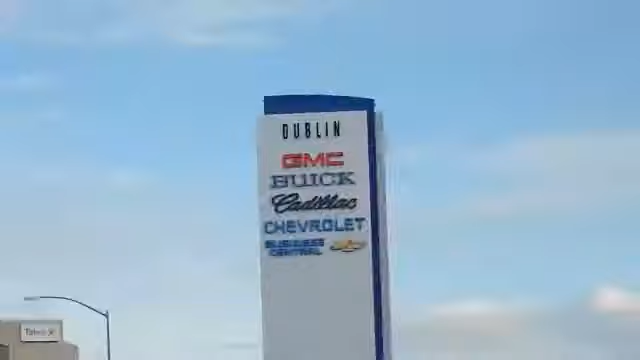 DUBLIN
GMC
BUICK
Cadillac
CHEVROLET
BUSINESS
CENTRAL